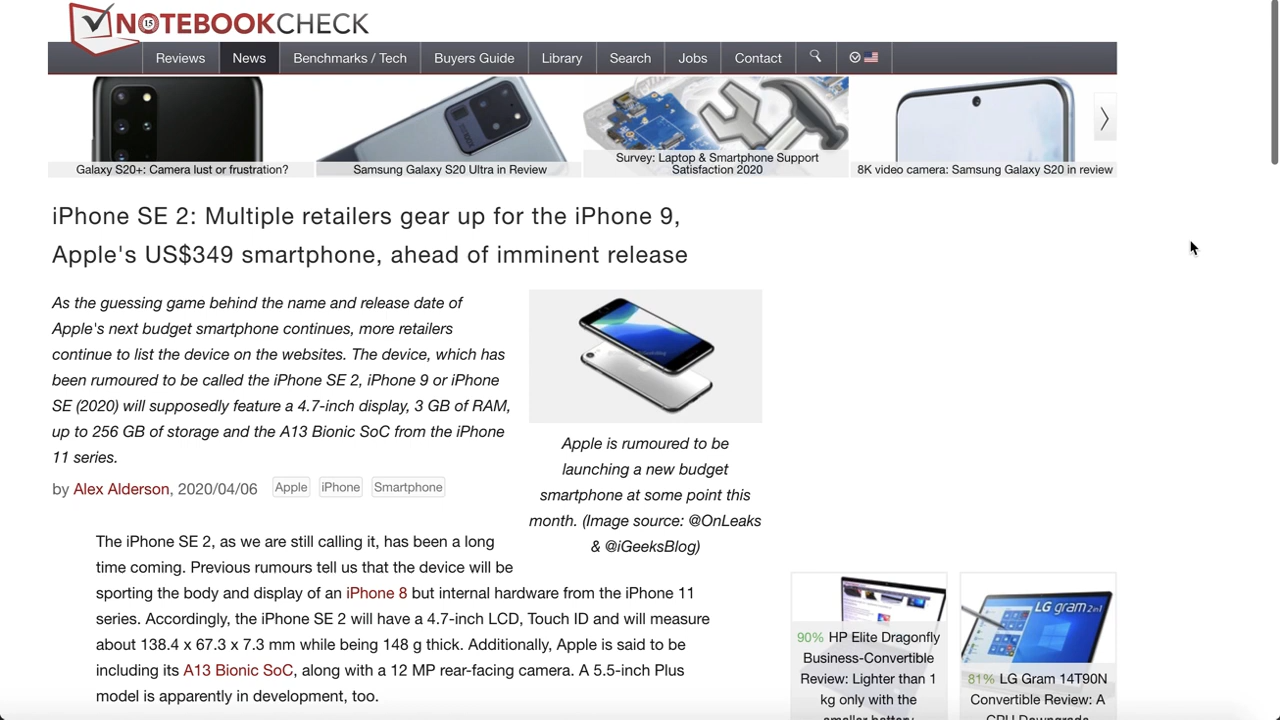 NOTEBOOKCHECK
15
Reviews News Benchmarks / Tech Buyers Guide Library Search Jobs Contact
Galaxy S20+: Camera lust or frustration?
Samsung Galaxy S20 Ultra in Review
Survey: Laptop & Smartphone Support
Satisfaction 2020
8K video camera: Samsung Galaxy S20 in review
iPhone SE 2: Multiple retailers gear up for the iPhone 9,
Apple's US$349 smartphone, ahead of imminent release
As the guessing game behind the name and release date of
Apple's next budget smartphone continues, more retailers
continue to list the device on the websites. The device, which has
been rumoured to be called the iPhone SE 2, iPhone 9 or iPhone
SE (2020) will supposedly feature a 4.7-inch display, 3 GB of RAM,
up to 256 GB of storage and the A13 Bionic SoC from the iPhone
11 series.
by Alex Alderson, 2020/04/06 Apple iPhone Smartphone
Apple is rumoured to be
launching a new budget
smartphone at some point this
month. (Image source: @OnLeaks
& @iGeeksBlog)
The iPhone SE 2, as we are still calling it, has been a long
time coming. Previous rumours tell us that the device will be
sporting the body and display of an iPhone 8 but internal hardware from the iPhone 11
series. Accordingly, the iPhone SE 2 will have a 4.7-inch LCD, Touch ID and will measure
about 138.4 x 67.3 x 7.3 mm while being 148 g thick. Additionally, Apple is said to be
including its A13 Bionic SoC, along with a 12 MP rear-facing camera. A 5.5-inch Plus
model is apparently in development, too.
90% HP Elite Dragonfly
Business-Convertible
Review: Lighter than 1
kg only with the
smaller battery
LG gram 2in1
81% LG Gram 14T90N
Convertible Review: A
CPU Downgrade